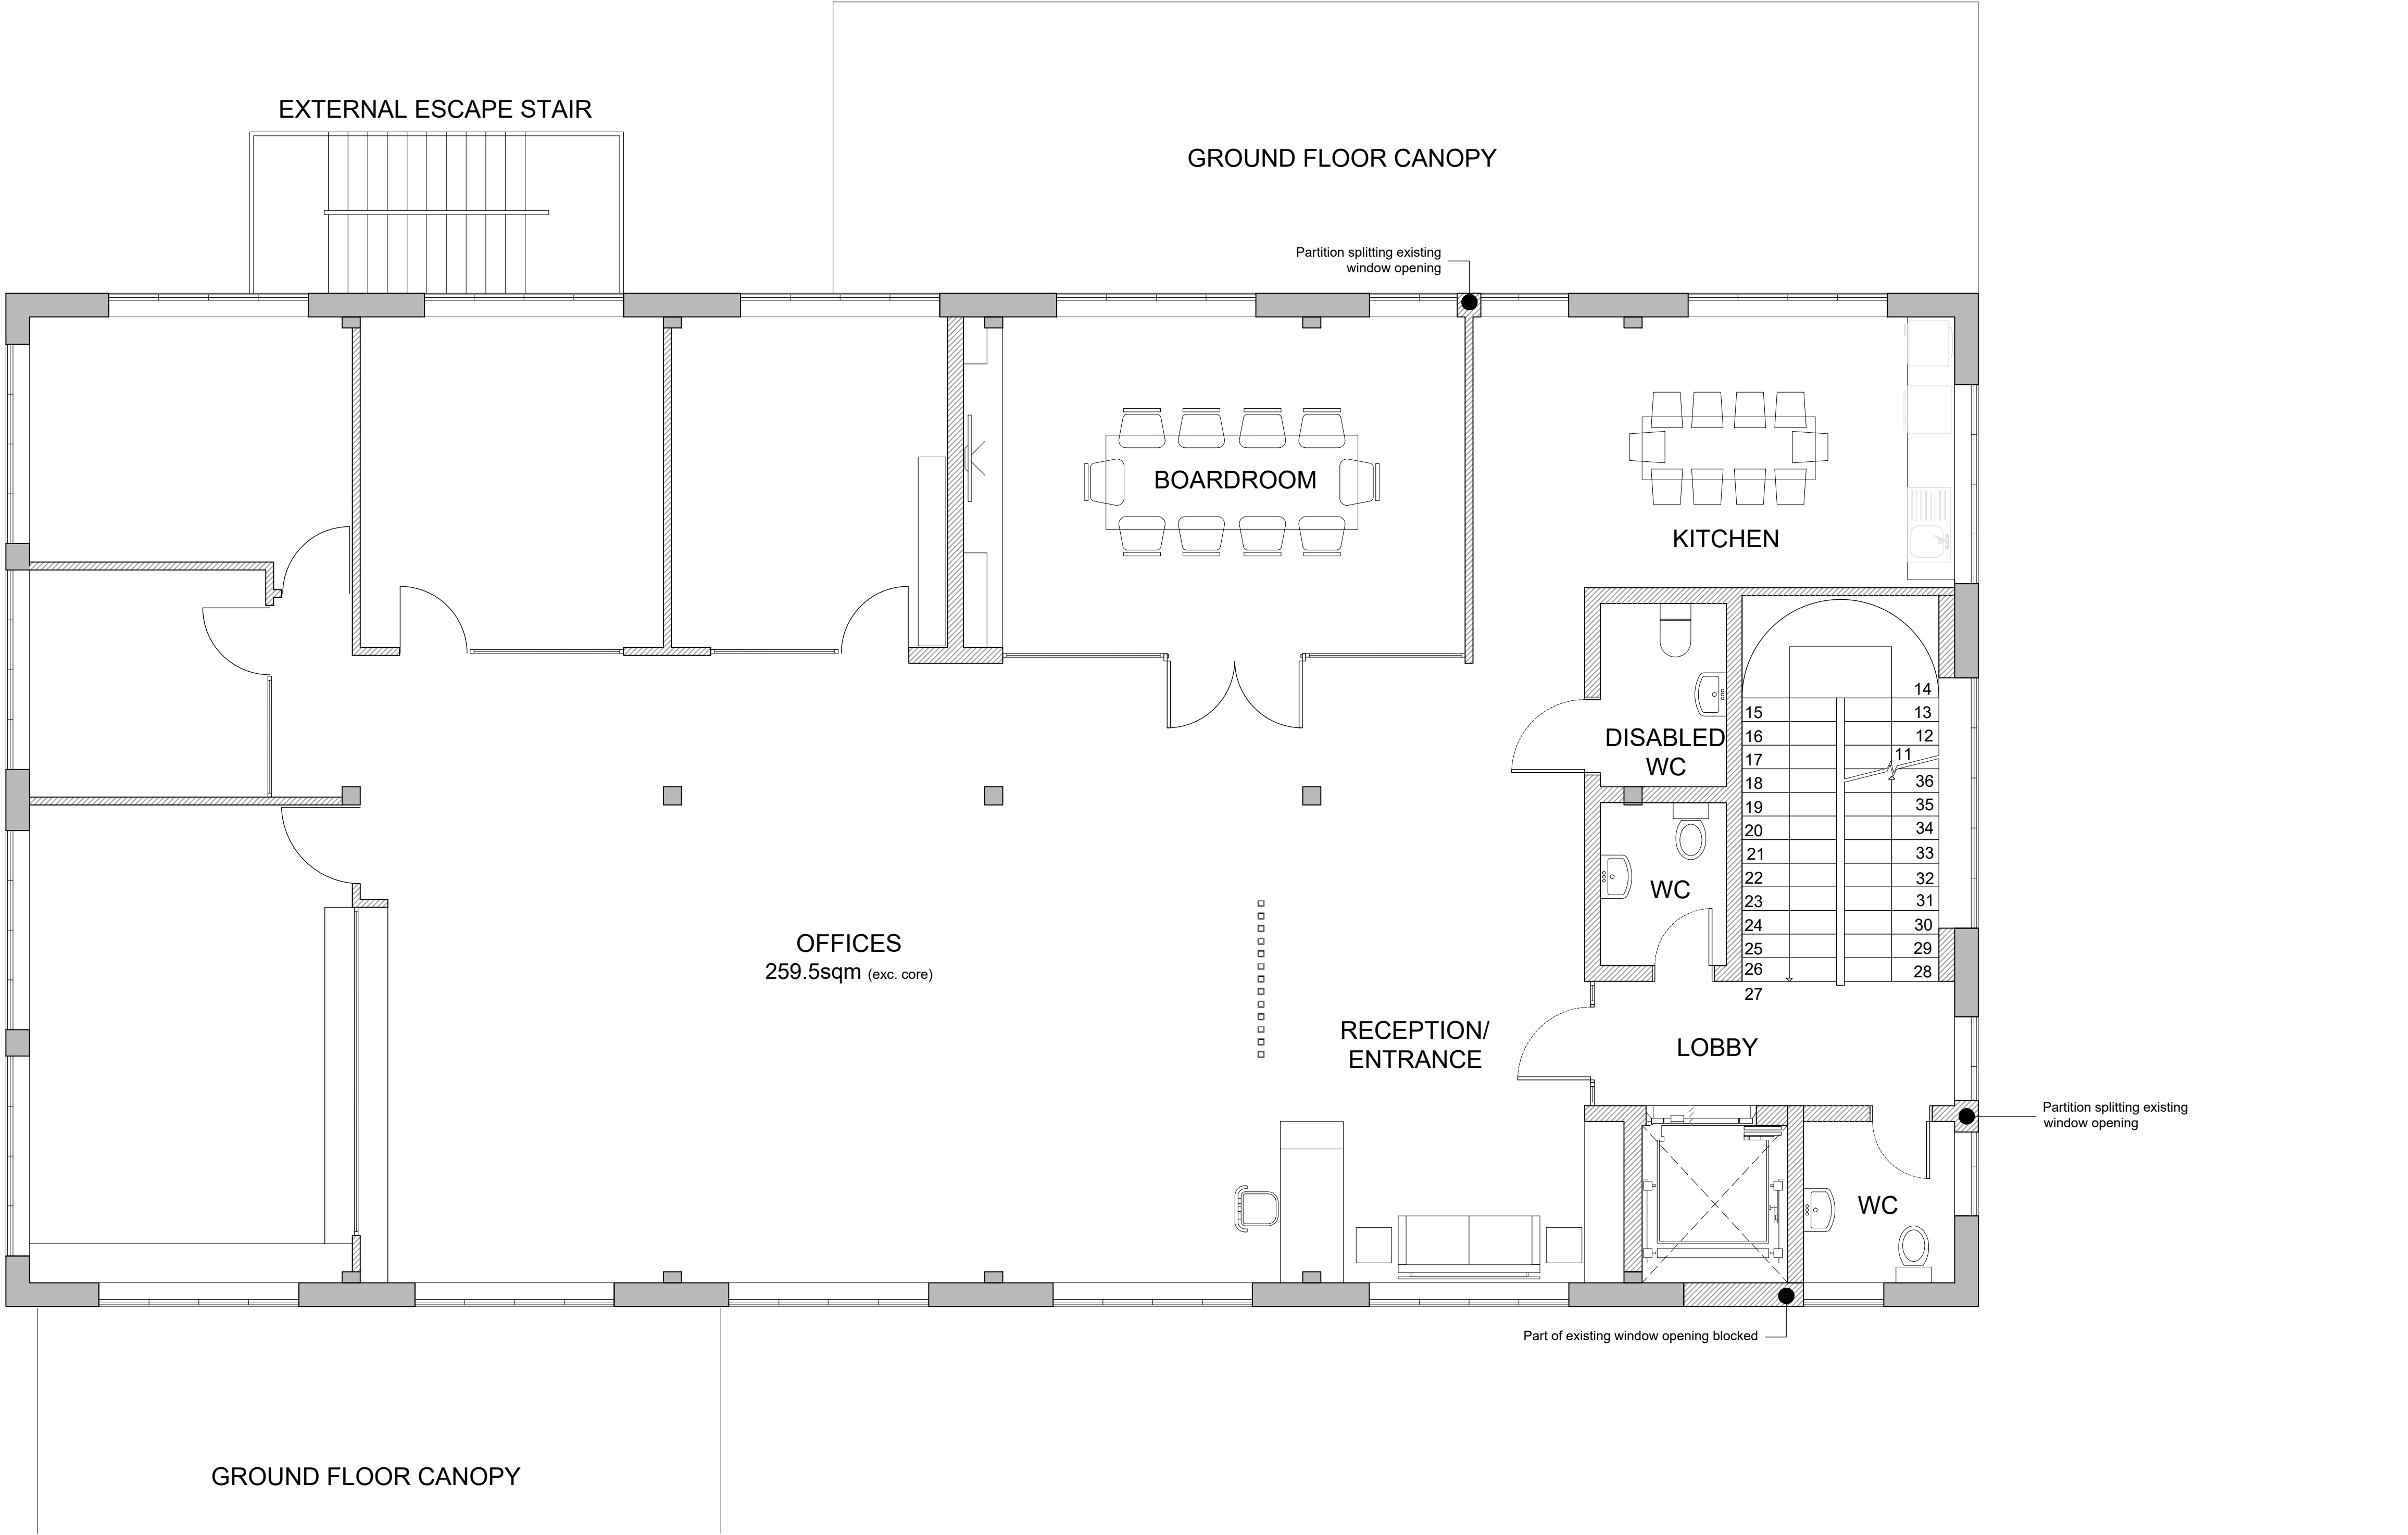 EXTERNAL ESCAPE STAIR
GROUND FLOOR CANOPY
Partition splitting existing
window opening
BOARDROOM
KITCHEN
DISABLED
WC
14
15
13
16
12
17
11
18
36
19
35
20
34
21
33
22
32
23
31
24
30
25
29
26
28
27
WC
OFFICES
259.5sqm (exc. core)
RECEPTION/
ENTRANCE
LOBBY
Partition splitting existing
window opening
WC
Part of existing window opening blocked
GROUND FLOOR CANOPY